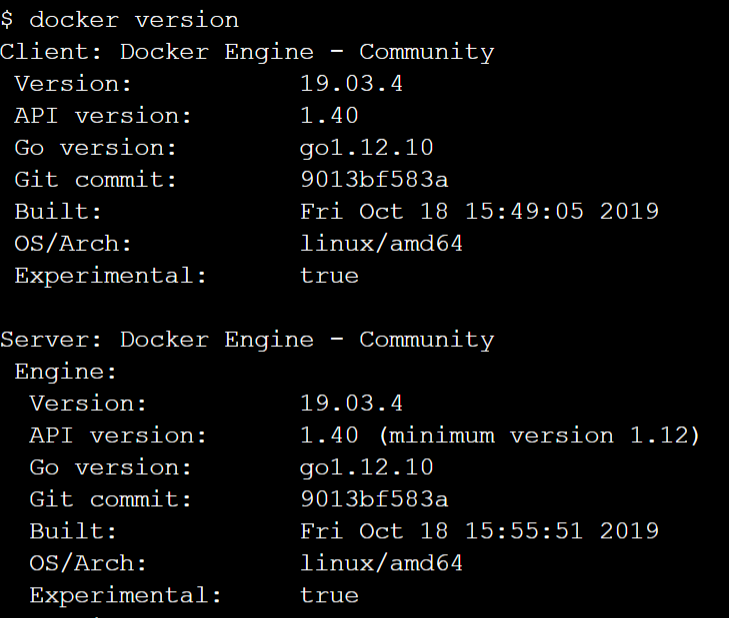 $ docker version
Client: Docker Engine - Community
 Version:           19.03.4
 API version:       1.40
 Go version:        go1.12.10
 Git commit:        9013bf583a
 Built:             Fri Oct 18 15:49:05 2019
 OS/Arch:           linux/amd64
 Experimental:      true

Server: Docker Engine - Community
 Engine:
  Version:          19.03.4
  API version:      1.40 (minimum version 1.12)
  Go version:       go1.12.10
  Git commit:       9013bf583a
  Built:            Fri Oct 18 15:55:51 2019
  OS/Arch:          linux/amd64
  Experimental:     true